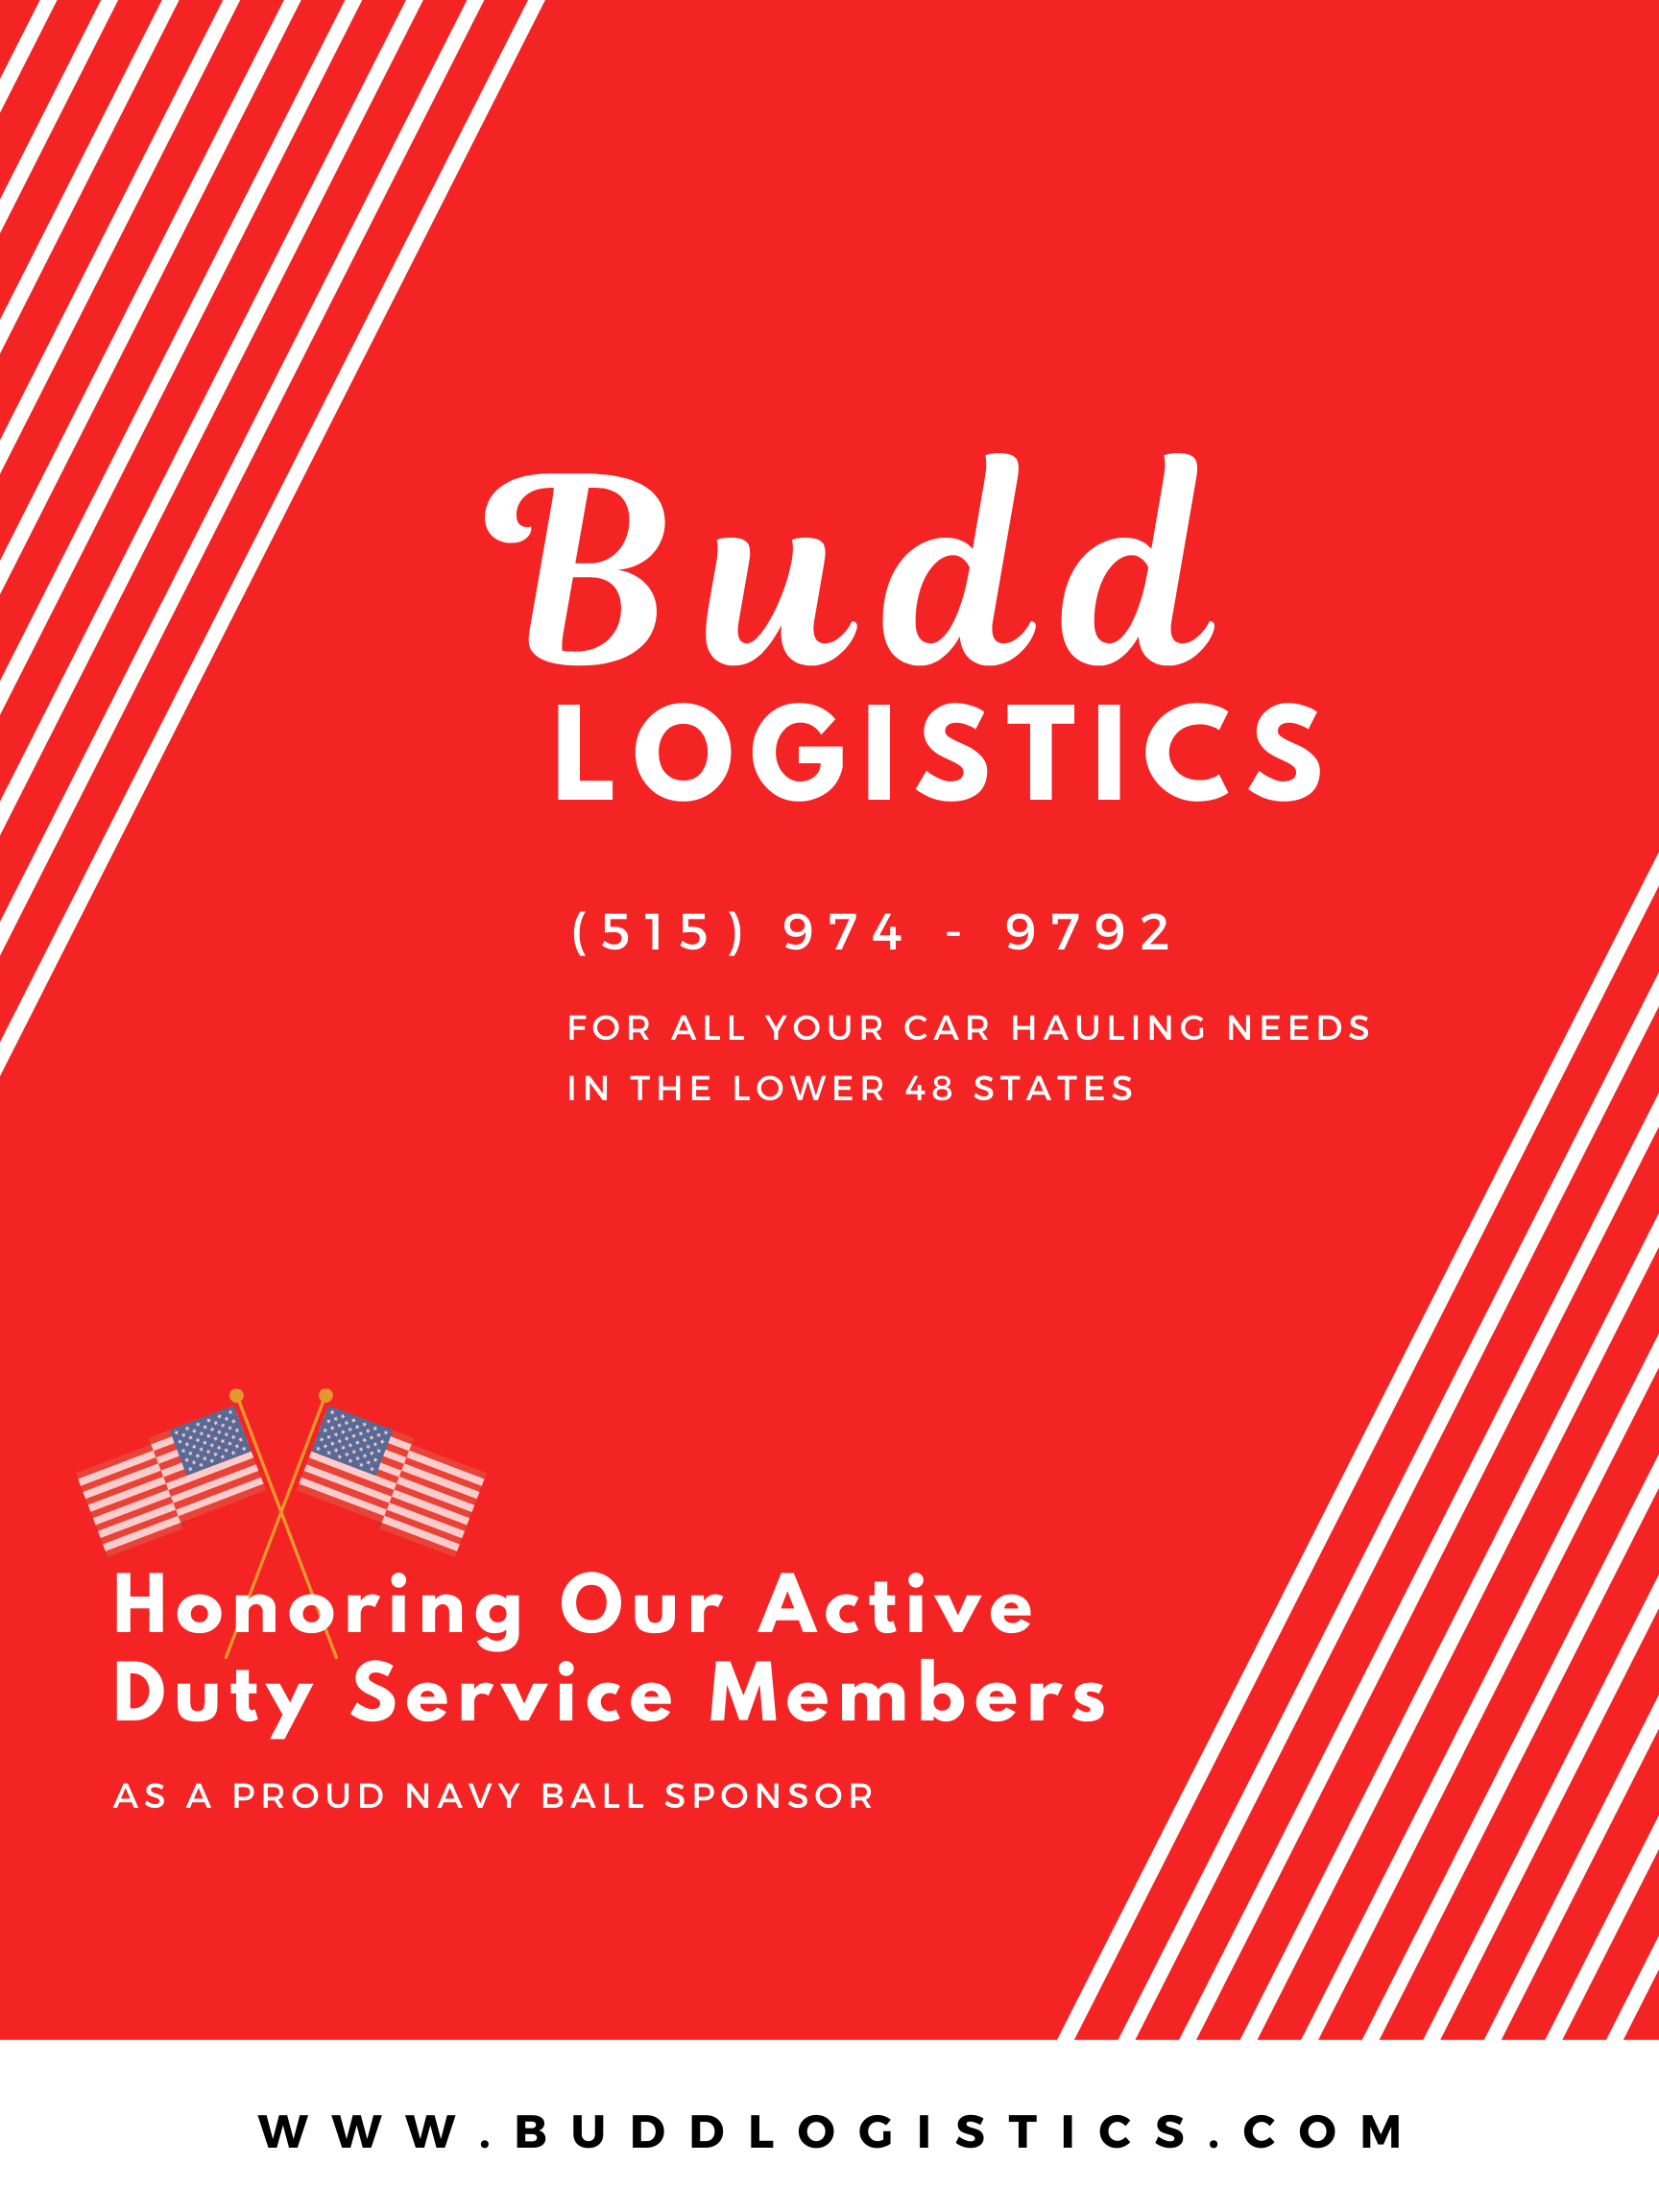 Budd
LOGISTICS
(515) 974 - 9792
FOR ALL YOUR CAR HAULING NEEDS
IN THE LOWER 48 STATES
Honoring Our Active
Duty Service Members
AS A PROUD NAVY BALL SPONSOR
WWW.BUDDLOGISTICS.COM